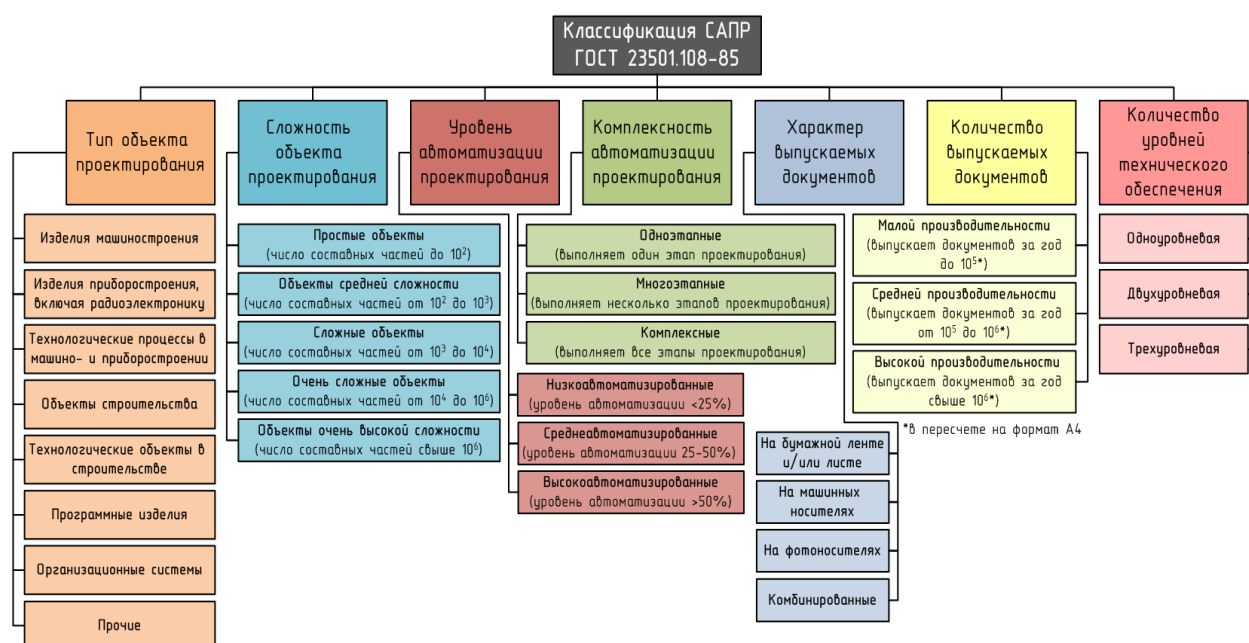 Классификация САПР
ГОСТ 23501.108-85
Тип объекта
проектирования
Сложность
объекта
проектирования
Уровень
автоматизации
проектирования
Комплексность
автоматизации
проектирования
Характер
выпускаемых
документов
Количество
выпускаемых
документов
Количество
уровней
технического
обеспечения
Изделия машиностроения
Изделия приборостроения,
включая радиоэлектронику
Технологические процессы в
машино- и приборостроении
Объекты строительства
Технологические объекты в
строительстве
Программные изделия
Организационные системы
Прочие
Простые объекты
(число составных частей до 10²)
Объекты средней сложности
(число составных частей от 10² до 10³)
Сложные объекты
(число составных частей от 10³ до 10⁴)
Очень сложные объекты
(число составных частей от 10⁴ до 10⁶)
Объекты очень высокой сложности
(число составных частей свыше 10⁶)
Низкоавтоматизированные
(уровень автоматизации <25%)
Среднеавтоматизированные
(уровень автоматизации 25-50%)
Высокоавтоматизированные
(уровень автоматизации >50%)
Одноэтапные
(выполняет один этап проектирования)
Многоэтапные
(выполняет несколько этапов проектирования)
Комплексные
(выполняет все этапы проектирования)
На бумажной ленте
и/или листе
На машинных
носителях
На фотоносителях
Комбинированные
Малой производительности
(выпускает документов за год
до 10⁵*)
Средней производительности
(выпускает документов за год
от 10⁵ до 10⁶*)
Высокой производительности
(выпускает документов за год
свыше 10⁶*)
*в пересчете на формат А4
Одноуровневая
Двухуровневая
Трехуровневая